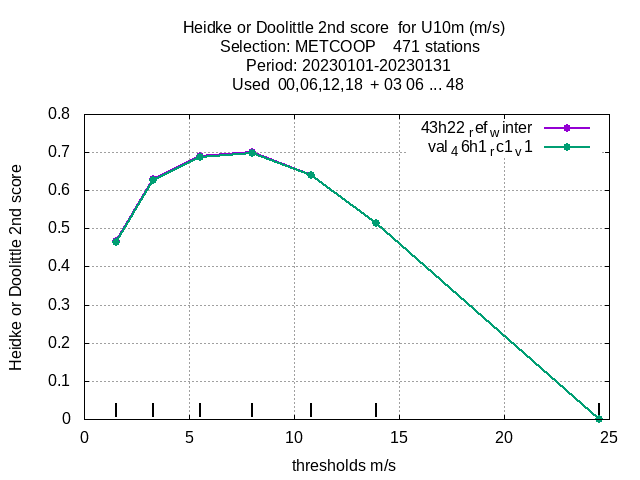 Heidke or Doolittle 2nd score for U10m (m/s)
Selection: METCOOP 471 stations
Period: 20230101-20230131
Used 00,06,12,18 + 03 06 ... 48
43h22refwinter
val46h1rc1v1
Heidke or Doolittle 2nd score
0.8
0.7
0.6
0.5
0.4
0.3
0.2
0.1
0
0 5 10 15 20 25
thresholds m/s